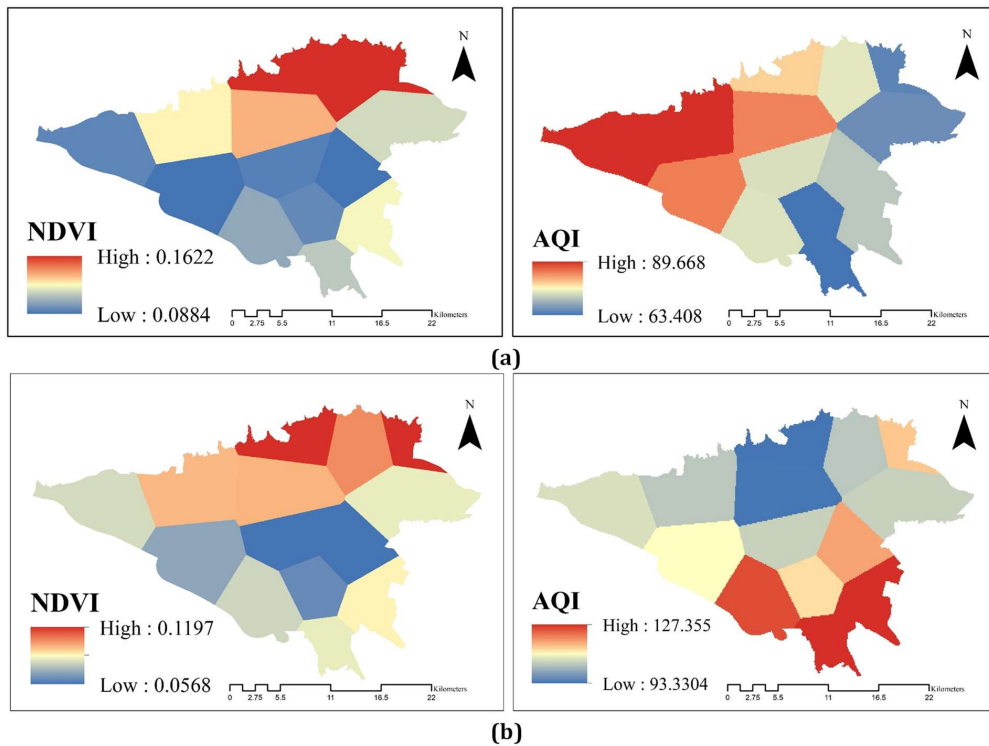 N
NDVI
High : 0.1622
Low : 0.0884
Kilometers
0 2.75 5.5 11 16.5 22
N
AQI
High : 89.668
Low : 63.408
Kilometers
0 2.75 5.5 11 16.5 22
(a)
N
NDVI
High : 0.1197
Low : 0.0568
Kilometers
0 2.75 5.5 11 16.5 22
N
AQI
High : 127.355
Low : 93.3304
Kilometers
0 2.75 5.5 11 16.5 22
(b)